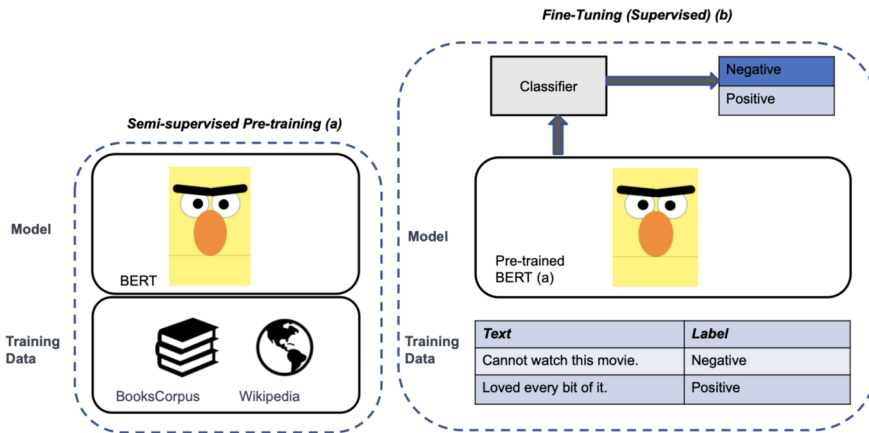 Semi-supervised Pre-training (a)
Model
BERT
Training
Data
BooksCorpus Wikipedia
Fine-Tuning (Supervised) (b)
Classifier
Negative
Positive
Model
Pre-trained
BERT (a)
Training
Data
Text Label
Cannot watch this movie. Negative
Loved every bit of it. Positive